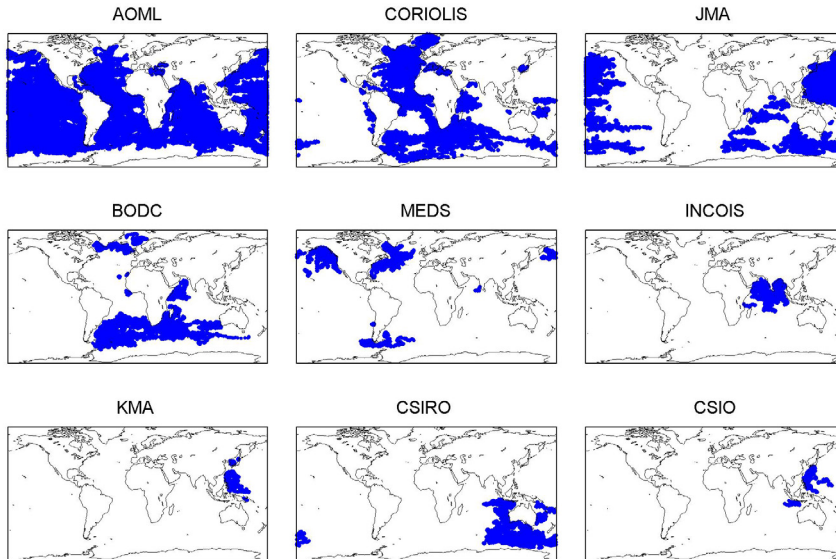 AOML
CORIOLIS
JMA
BODC
MEDS
INCOIS
KMA
CSIRO
CSIO